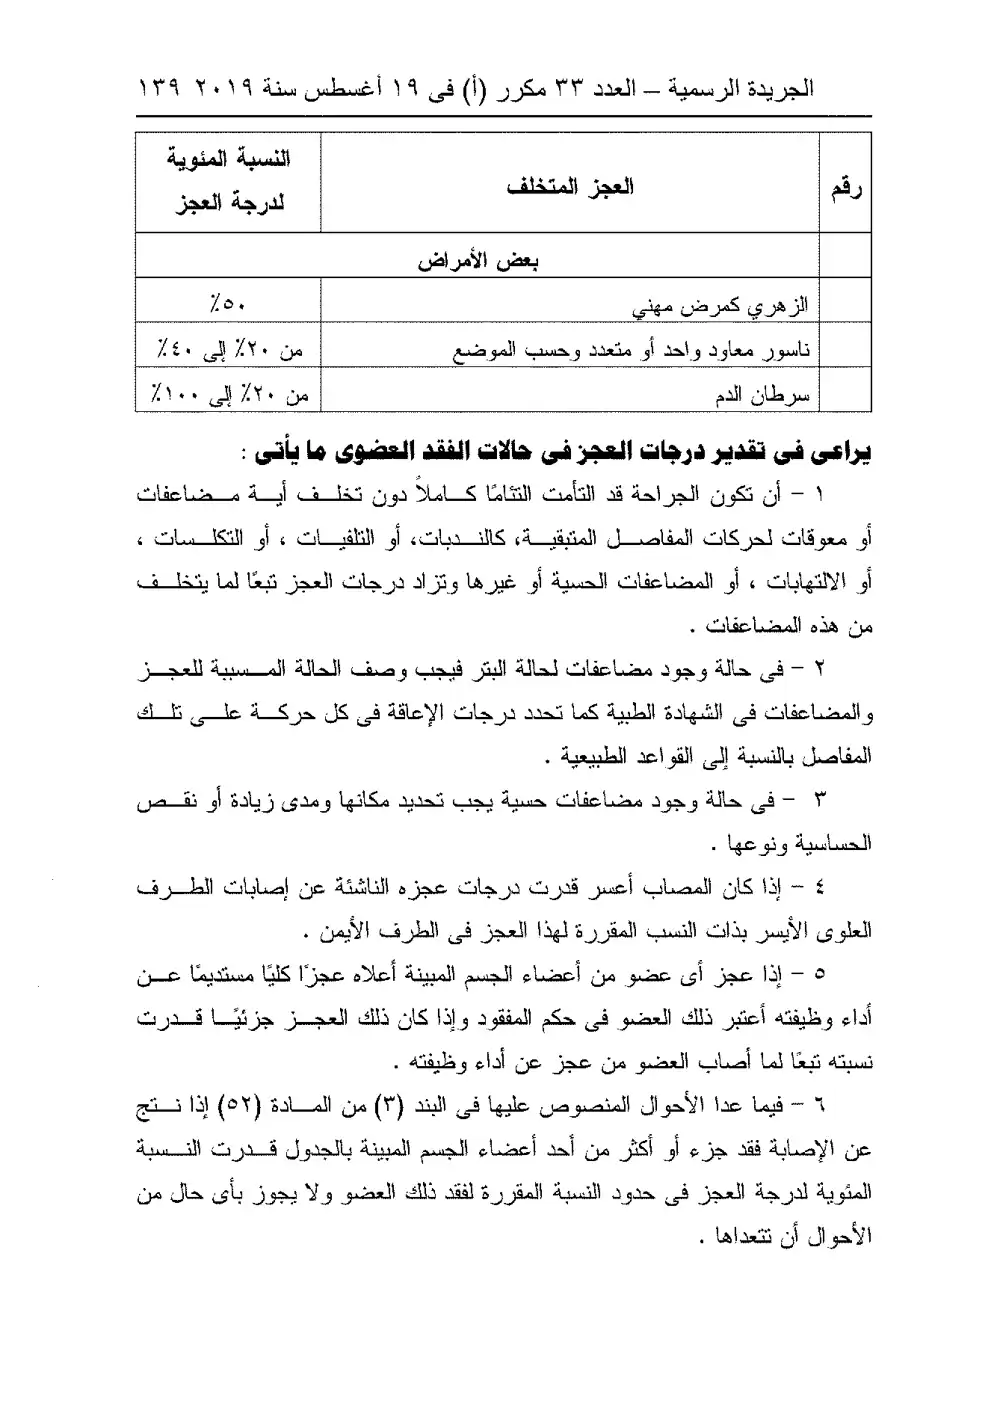 الجريدة الرسمية – العدد ٣٣ مكرر (أ) فى ١٩ أغسطس سنة ٢٠١٩ ١٣٩
رقم العجز المتخلف النسبة المئوية
لدرجة العجز
بعض الأمراض
الزهري كمرض مهني ٥٠٪
ناسور معاود واحد أو متعدد وحسب الموضع من ٢٠٪ إلى ٤٠٪
سرطان الدم من ٢٠٪ إلى ١٠٠٪
يراعى فى تقدير درجات العجز فى حالات الفقد العضوى ما يأتى :
١ – أن تكون الجراحة قد التأمت التئامًا كاملاً دون تخلف أية مضاعفات
أو معوقات لحركات المفاصل المتبقية، كالندبات، أو التلفيات ، أو التكلسات ،
أو الالتهابات ، أو المضاعفات الحسية أو غيرها وتزاد درجات العجز تبعًا لما يتخلف
من هذه المضاعفات .
٢ – فى حالة وجود مضاعفات لحالة البتر فيجب وصف الحالة المسببة للعجز
والمضاعفات فى الشهادة الطبية كما تحدد درجات الإعاقة فى كل حركة على تلك
المفاصل بالنسبة إلى القواعد الطبيعية .
٣ – فى حالة وجود مضاعفات حسية يجب تحديد مكانها ومدى زيادة أو نقص
الحساسية ونوعها .
٤ – إذا كان المصاب أعسر قدرت درجات عجزه الناشئة عن إصابات الطرف
العلوى الأيسر بذات النسب المقررة لهذا العجز فى الطرف الأيمن .
٥ – إذا عجز أى عضو من أعضاء الجسم المبينة أعلاه عجزًا كليًا مستديمًا عن
أداء وظيفته أعتبر ذلك العضو فى حكم المفقود وإذا كان ذلك العجز جزئيًا قدرت
نسبته تبعًا لما أصاب العضو من عجز عن أداء وظيفته .
٦ – فيما عدا الأحوال المنصوص عليها فى البند (٣) من المادة (٥٢) إذا نتج
عن الإصابة فقد جزء أو أكثر من أحد أعضاء الجسم المبينة بالجدول قدرت النسبة
المئوية لدرجة العجز فى حدود النسبة المقررة لفقد ذلك العضو ولا يجوز بأى حال من
الأحوال أن تتعداها .